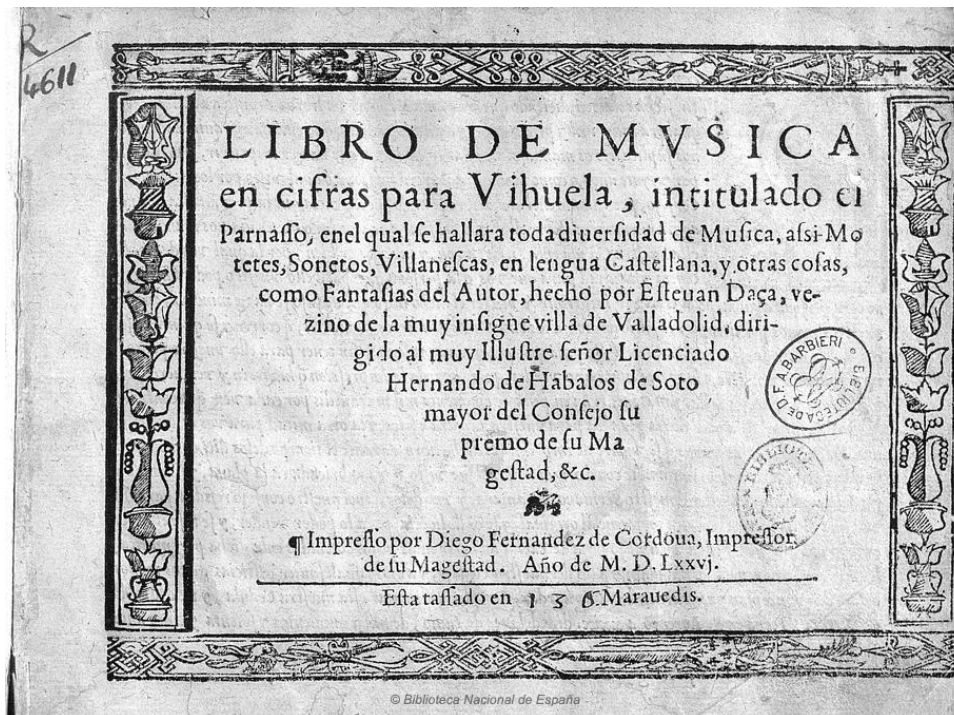 R
4611
LIBRO DE MVSICA
en cifras para Vihuela, intitulado el
Parnasso, enel qual se hallara toda diuersidad de Musica, assi Mo
tetes, Sonetos, Villanescas, en lengua Castellana, y otras cosas,
como Fantasias del Autor, hecho por Esteuan Daça, ve-
zino de la muy insigne villa de Valladolid, diri-
gido al muy Illustre señor Licenciado
Hernando de Habalos de Soto
mayor del Consejo su
premo de su Ma
gestad, &c.
BIBLIOTECA DE D. F. A. BARBIERI
¶ Impresso por Diego Fernandez de Cordoua, Impressor
de su Magestad. Año de M. D. Lxxvj.
Esta tassado en 136 Marauedis.
© Biblioteca Nacional de España